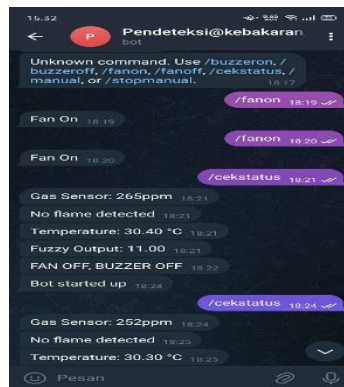 15.52
P
Pendeteksi@kebakaran
bot
Unknown command. Use /buzzeron, /
buzzeroff, /fanon, /fanoff, /cekstatus, /
manual, or /stopmanual. 18:17
/fanon 18:19
Fan On 18:19
/fanon 18:20
Fan On 18:20
/cekstatus 18:21
Gas Sensor: 265ppm 18:21
No flame detected 18:21
Temperature: 30.40 °C 18:21
Fuzzy Output: 11.00 18:21
FAN OFF, BUZZER OFF 18:22
Bot started up 18:24
/cekstatus 18:24
Gas Sensor: 252ppm 18:24
No flame detected 18:25
Temperature: 30.30 °C 18:25
Pesan